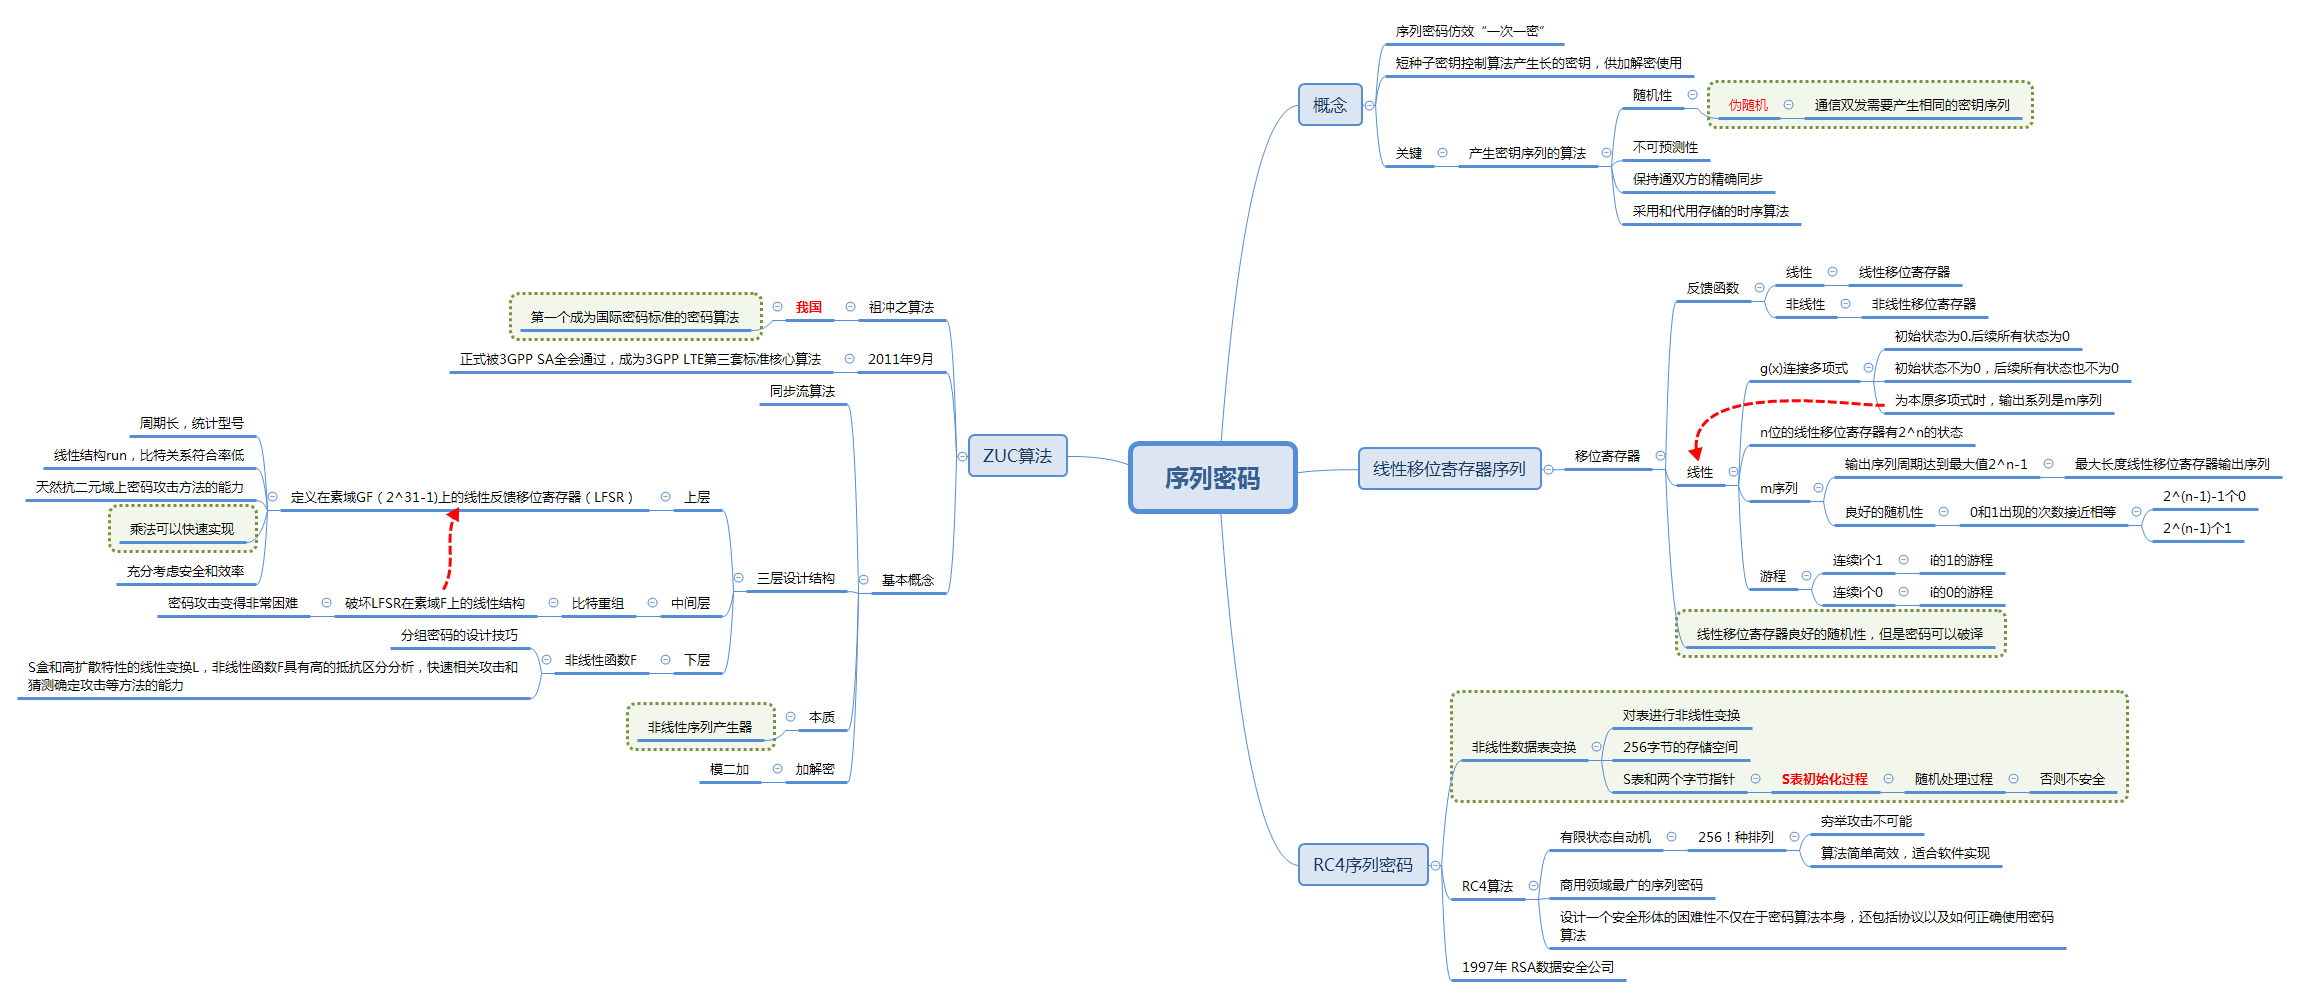 序列密码
概念
序列密码仿效“一次一密”
短种子密钥控制算法产生长的密钥，供加解密使用
关键
产生密钥序列的算法
随机性
伪随机
通信双发需要产生相同的密钥序列
不可预测性
保持通双方的精确同步
采用和代用存储的时序算法
线性移位寄存器序列
移位寄存器
反馈函数
线性
线性移位寄存器
非线性
非线性移位寄存器
线性
g(x)连接多项式
初始状态为0.后续所有状态为0
初始状态不为0，后续所有状态也不为0
为本原多项式时，输出系列是m序列
n位的线性移位寄存器有2^n的状态
m序列
输出序列周期达到最大值2^n-1
最大长度线性移位寄存器输出序列
良好的随机性
0和1出现的次数接近相等
2^(n-1)-1个0
2^(n-1)个1
游程
连续i个1
i的1的游程
连续i个0
i的0的游程
线性移位寄存器良好的随机性，但是密码可以破译
RC4序列密码
非线性数据表变换
对表进行非线性变换
256字节的存储空间
S表和两个字节指针
S表初始化过程
随机处理过程
否则不安全
RC4算法
有限状态自动机
256！种排列
穷举攻击不可能
算法简单高效，适合软件实现
商用领域最广的序列密码
设计一个安全形体的困难性不仅在于密码算法本身，还包括协议以及如何正确使用密码
算法
1997年 RSA数据安全公司
ZUC算法
祖冲之算法
我国
第一个成为国际密码标准的密码算法
2011年9月
正式被3GPP SA全会通过，成为3GPP LTE第三套标准核心算法
基本概念
同步流算法
三层设计结构
上层
定义在素域GF（2^31-1)上的线性反馈移位寄存器（LFSR）
周期长，统计型号
线性结构run，比特关系符合率低
天然抗二元域上密码攻击方法的能力
乘法可以快速实现
充分考虑安全和效率
中间层
比特重组
破坏LFSR在素域F上的线性结构
密码攻击变得非常困难
下层
非线性函数F
分组密码的设计技巧
S盒和高扩散特性的线性变换L，非线性函数F具有高的抵抗区分分析，快速相关攻击和
猜测确定攻击等方法的能力
本质
非线性序列产生器
加解密
模二加